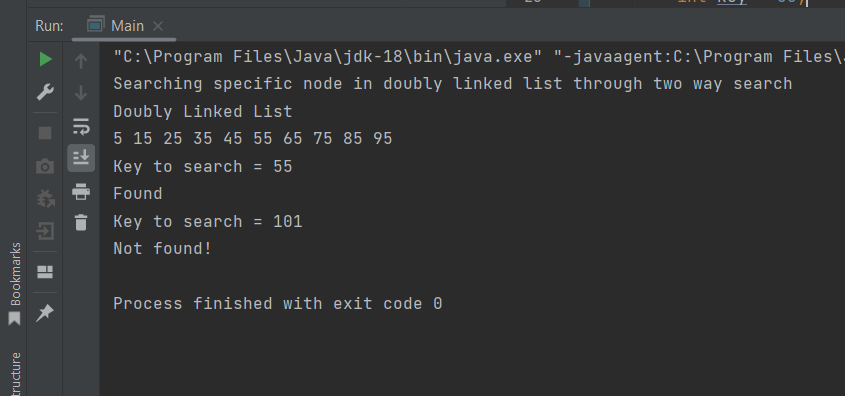 Run: Main
"C:\Program Files\Java\jdk-18\bin\java.exe" "-javaagent:C:\Program Files\
Searching specific node in doubly linked list through two way search
Doubly Linked List
5 15 25 35 45 55 65 75 85 95
Key to search = 55
Found
Key to search = 101
Not found!
Process finished with exit code 0
Bookmarks
tructure